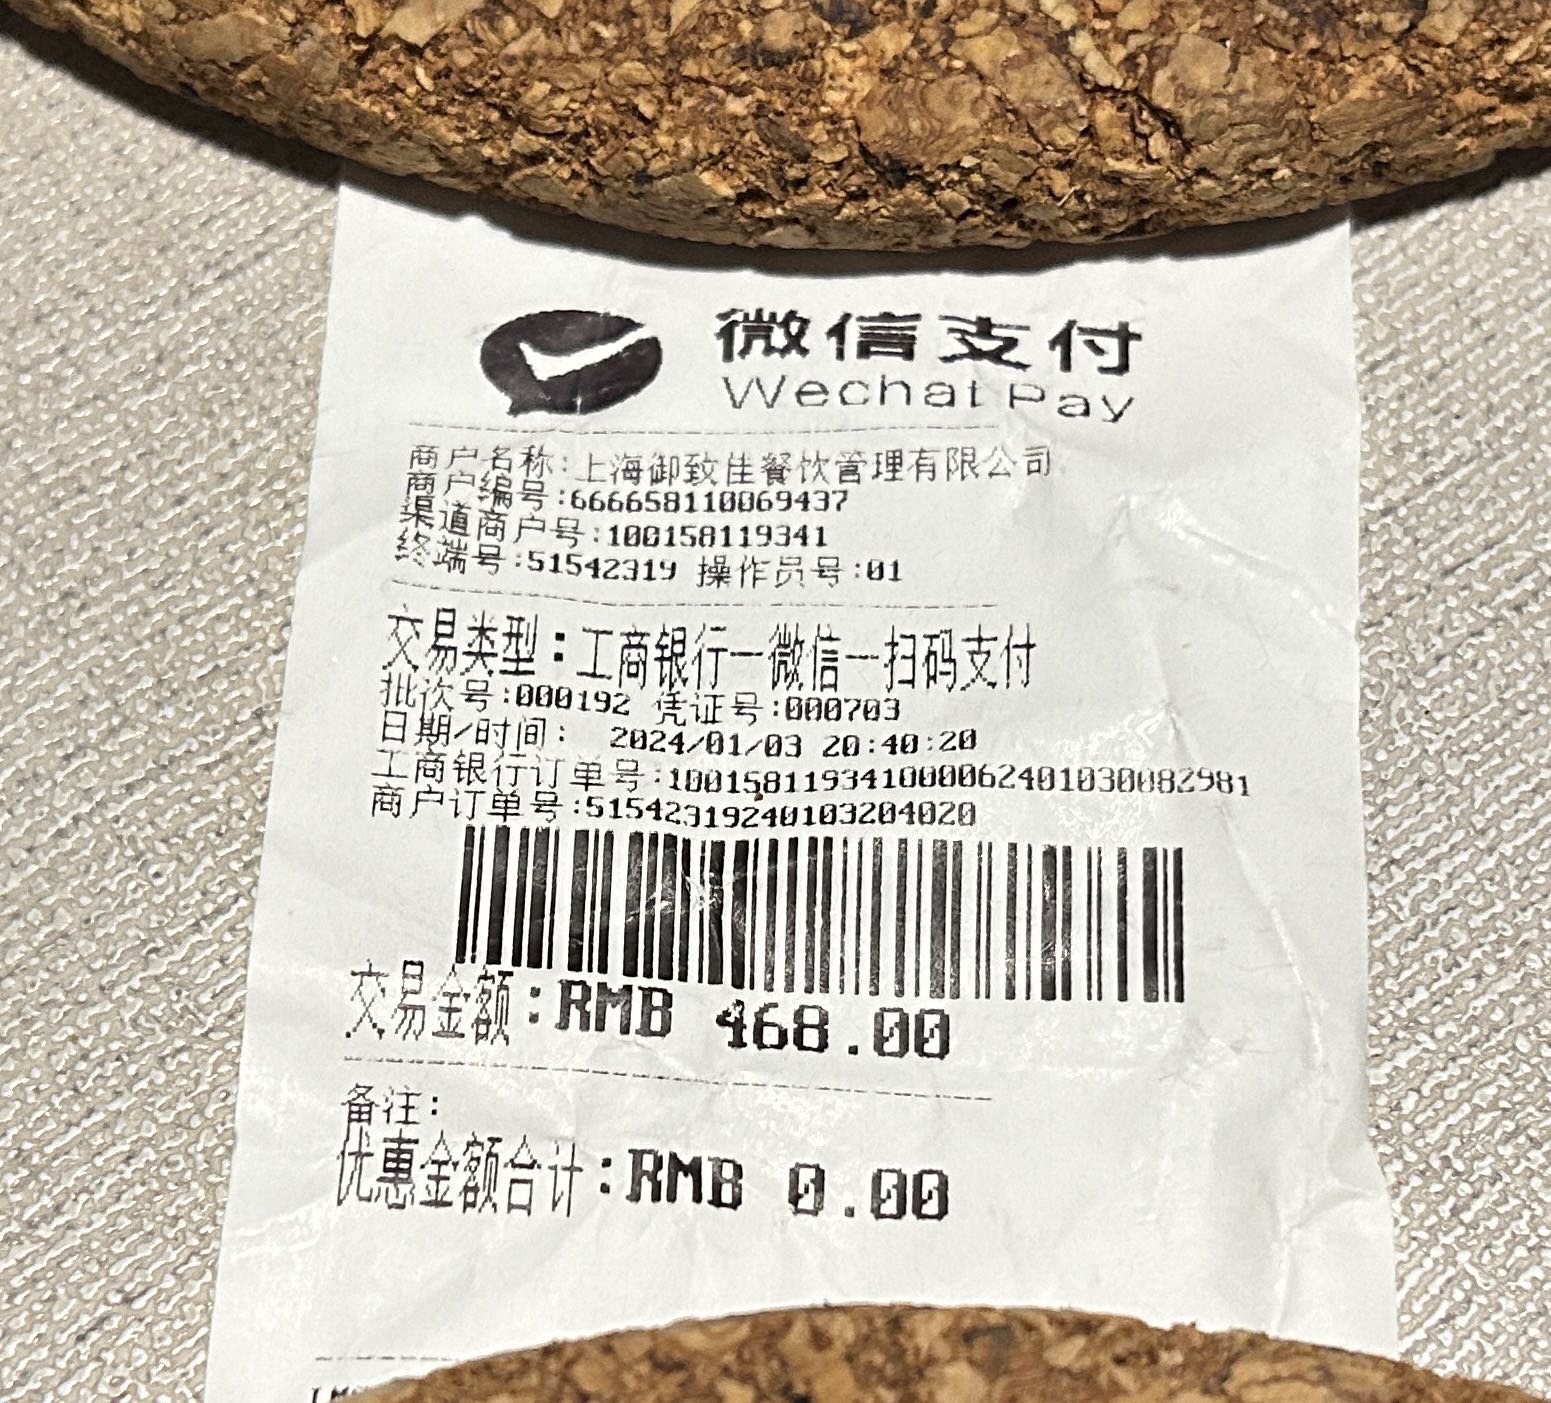 微信支付
Wechat Pay
商户名称:上海御致佳餐饮管理有限公司
商户编号:666658110069437
渠道商户号:100158119341
终端号:51542319 操作员号:01
交易类型:工商银行一微信一扫码支付
批次号:000192 凭证号:000703
日期/时间: 2024/01/03 20:40:20
工商银行订单号:100158119341000062401030082981
商户订单号:51542319240103204020
交易金额:RMB 468.00
备注:
优惠金额合计:RMB 0.00